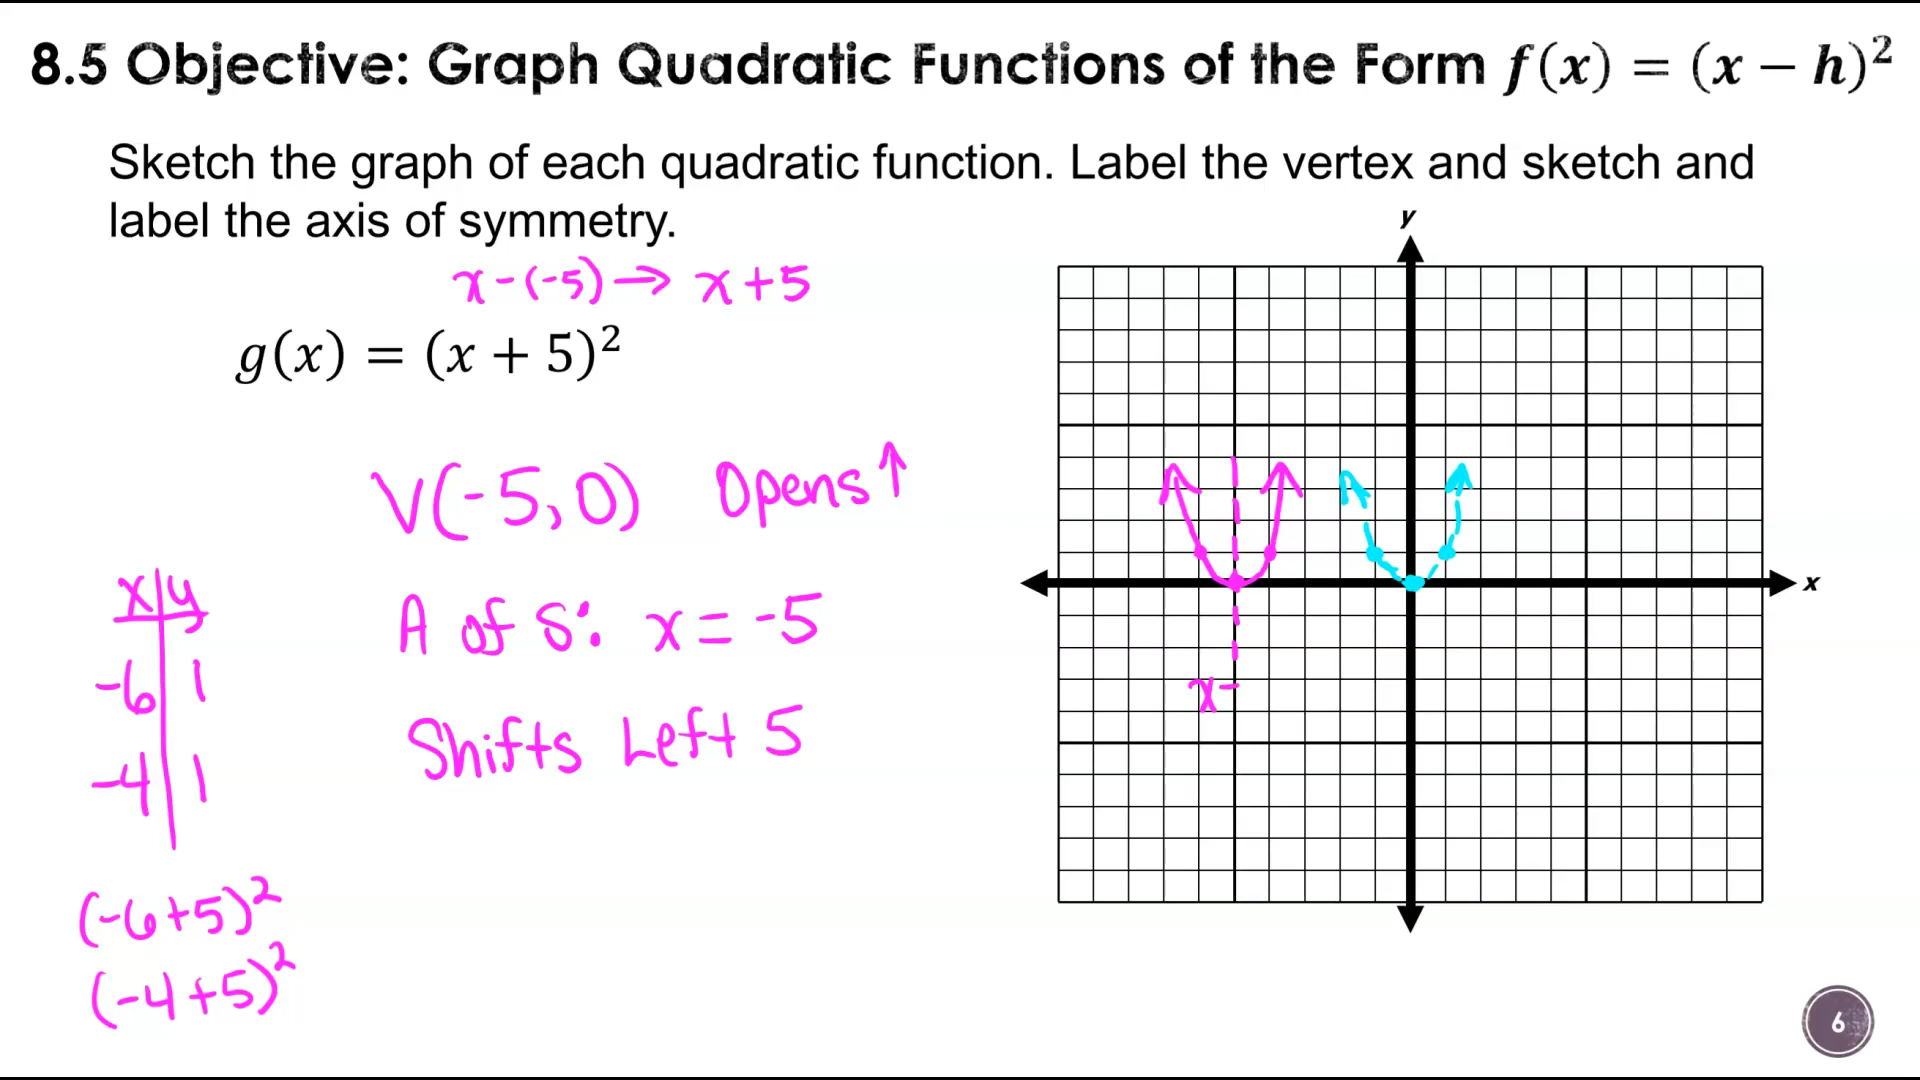 8.5 Objective: Graph Quadratic Functions of the Form f(x) = (x − h)²
Sketch the graph of each quadratic function. Label the vertex and sketch and
label the axis of symmetry.
x-(-5) → x+5
g(x) = (x + 5)²
V(-5,0) Opens ↑
A of S: x = -5
Shifts Left 5
x y
-6 1
-4 1
(-6+5)²
(-4+5)²
y
x
x -
6